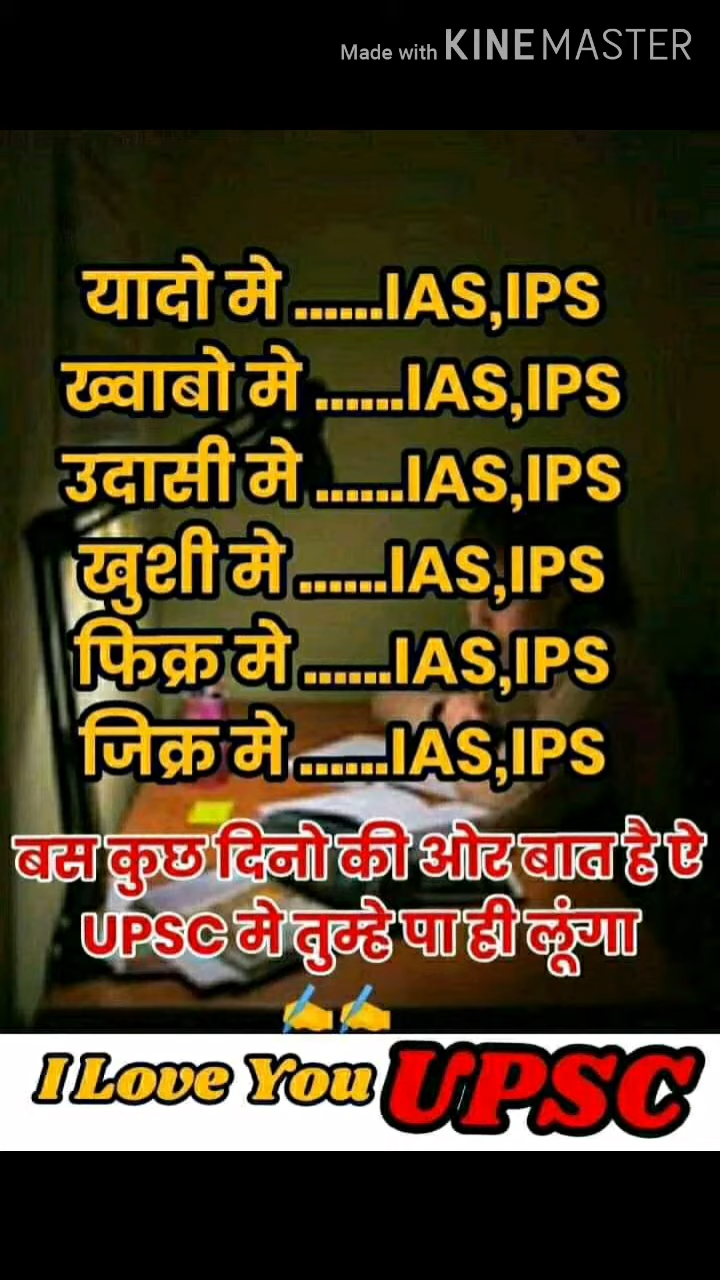 Made with KINEMASTER
यादो मे .......IAS,IPS
ख्वाबो मे .......IAS,IPS
उदासी मे .......IAS,IPS
खुशी मे .......IAS,IPS
फिक्र मे .......IAS,IPS
जिक्र मे .......IAS,IPS
बस कुछ दिनो की ओर बात है ऐ
UPSC मे तुम्हे पा ही लूंगा
✍✍
I Love You UPSC